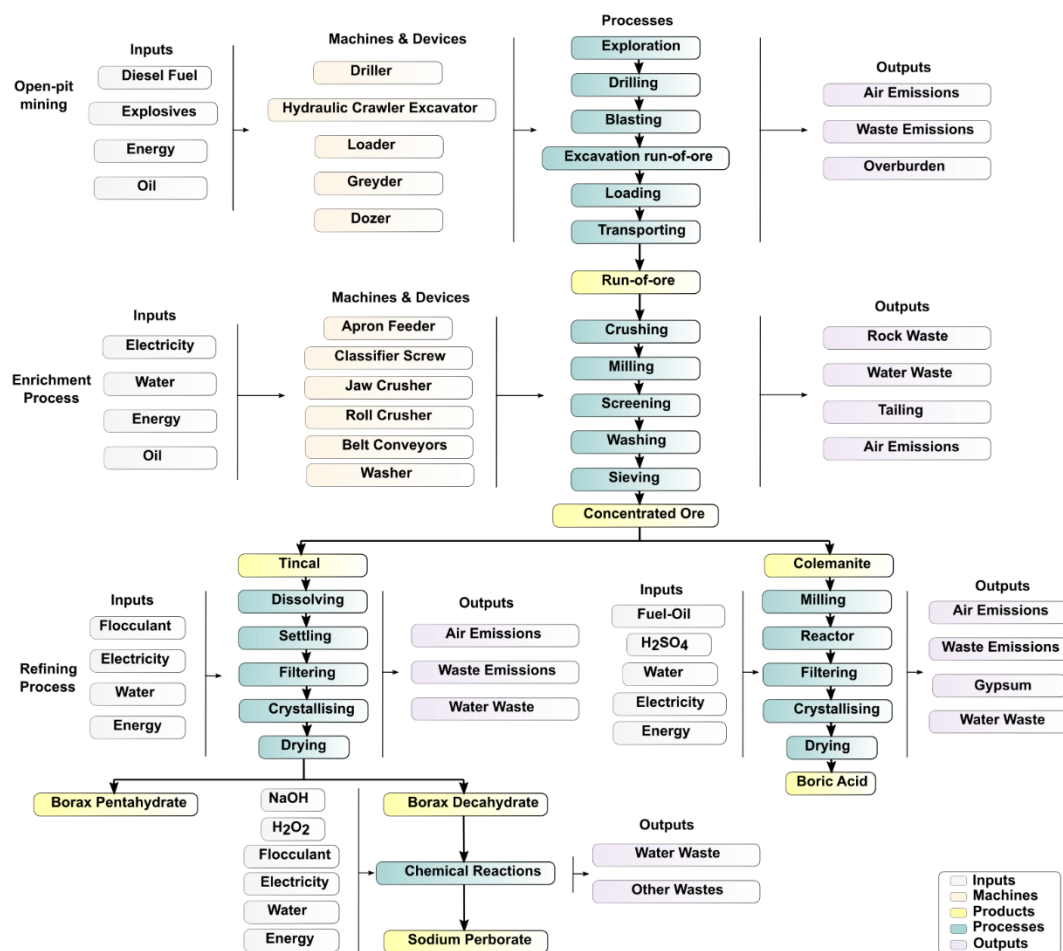 Processes
Inputs
Machines & Devices
Exploration
Outputs
Open-pit
mining
Diesel Fuel
Explosives
Energy
Oil
Driller
Hydraulic Crawler Excavator
Loader
Greyder
Dozer
Drilling
Blasting
Excavation run-of-ore
Loading
Transporting
Air Emissions
Waste Emissions
Overburden
Run-of-ore
Inputs
Machines & Devices
Outputs
Enrichment
Process
Electricity
Water
Energy
Oil
Apron Feeder
Classifier Screw
Jaw Crusher
Roll Crusher
Belt Conveyors
Washer
Crushing
Milling
Screening
Washing
Sieving
Rock Waste
Water Waste
Tailing
Air Emissions
Concentrated Ore
Tincal
Colemanite
Refining
Process
Inputs
Flocculant
Electricity
Water
Energy
Dissolving
Settling
Filtering
Crystallising
Drying
Outputs
Air Emissions
Waste Emissions
Water Waste
Inputs
Fuel-Oil
H₂SO₄
Water
Electricity
Energy
Milling
Reactor
Filtering
Crystallising
Drying
Boric Acid
Outputs
Air Emissions
Waste Emissions
Gypsum
Water Waste
Borax Pentahydrate
NaOH
H₂O₂
Flocculant
Electricity
Water
Energy
Borax Decahydrate
Chemical Reactions
Sodium Perborate
Outputs
Water Waste
Other Wastes
Inputs
Machines
Products
Processes
Outputs